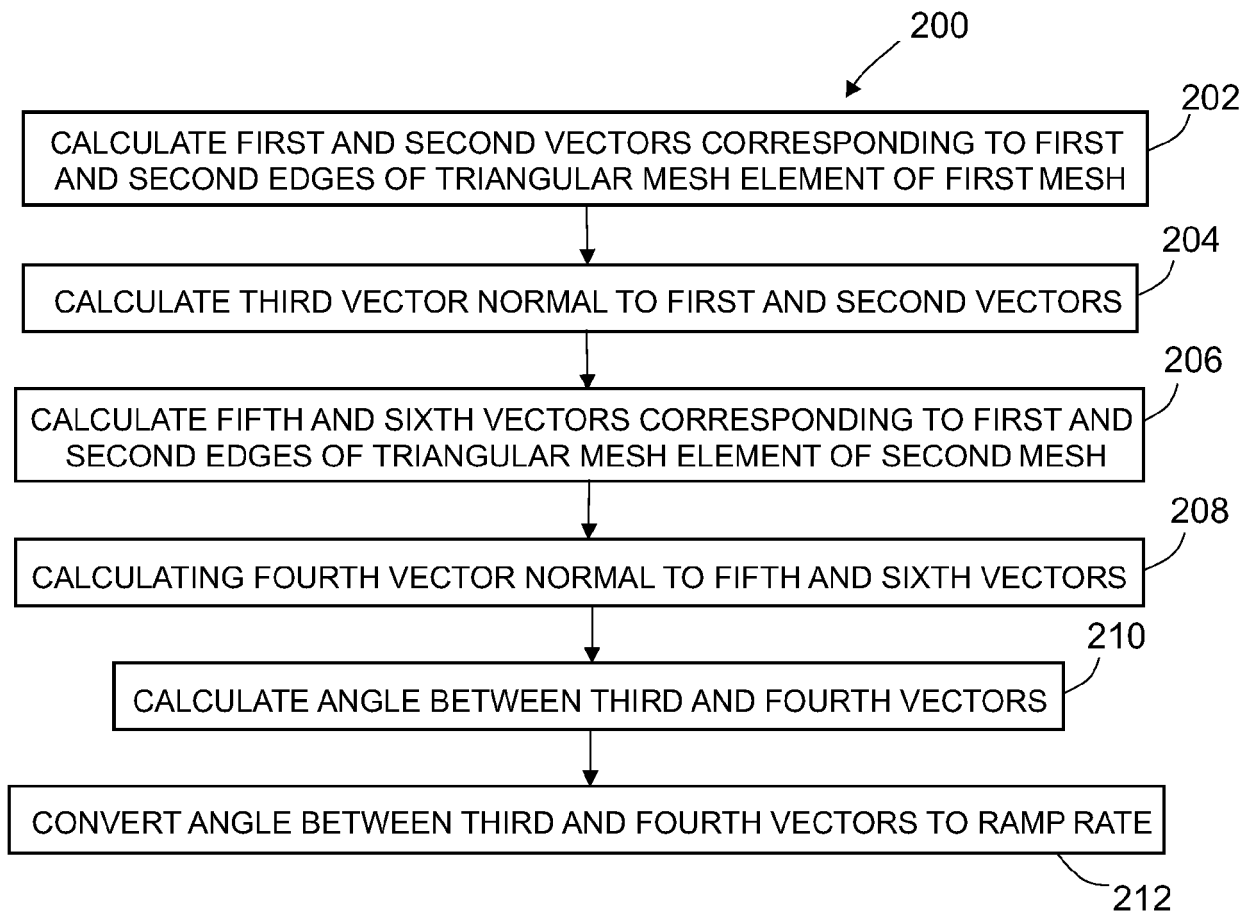 200
202
CALCULATE FIRST AND SECOND VECTORS CORRESPONDING TO FIRST
AND SECOND EDGES OF TRIANGULAR MESH ELEMENT OF FIRST MESH
204
CALCULATE THIRD VECTOR NORMAL TO FIRST AND SECOND VECTORS
206
CALCULATE FIFTH AND SIXTH VECTORS CORRESPONDING TO FIRST AND
SECOND EDGES OF TRIANGULAR MESH ELEMENT OF SECOND MESH
208
CALCULATING FOURTH VECTOR NORMAL TO FIFTH AND SIXTH VECTORS
210
CALCULATE ANGLE BETWEEN THIRD AND FOURTH VECTORS
CONVERT ANGLE BETWEEN THIRD AND FOURTH VECTORS TO RAMP RATE
212